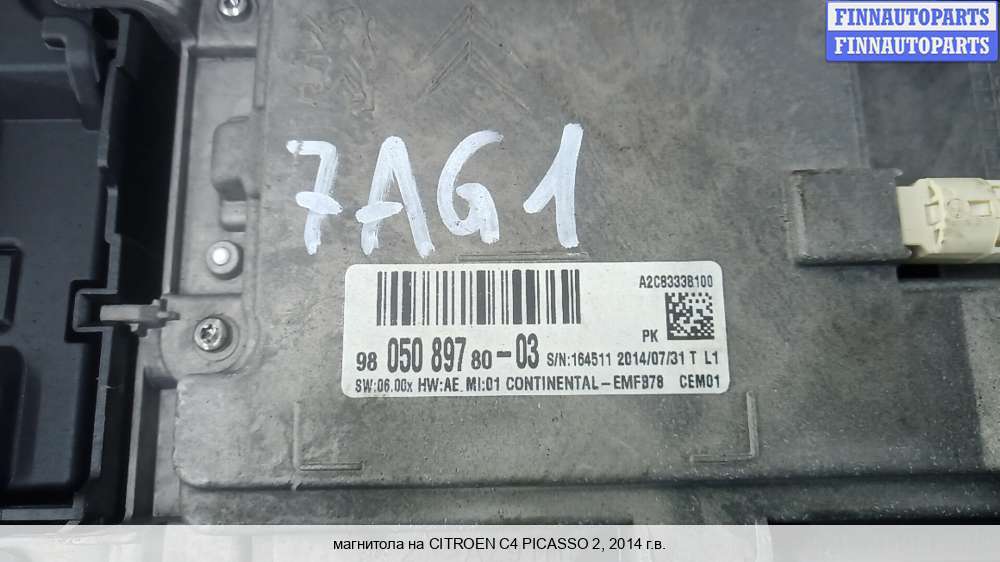 FINNAUTOPARTS
FINNAUTOPARTS
7AG1
A2C83338100
PK
98 050 897 80-03 S/N:164511 2014/07/31 T L1
SW:06.00x HW:AE MI:01 CONTINENTAL-EMFB78 CEM01
магнитола на CITROEN C4 PICASSO 2, 2014 г.в.